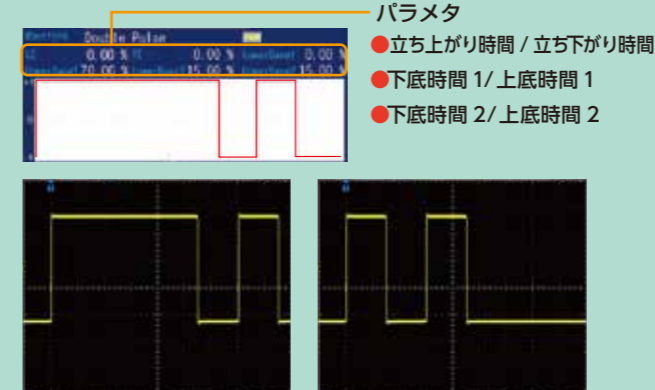 パラメタ
Double Pulse
0.00 % 0.00 % 0.00 %
70.00 % 15.00 % 15.00 %
●立ち上がり時間 / 立ち下がり時間
●下底時間 1/ 上底時間 1
●下底時間 2/ 上底時間 2